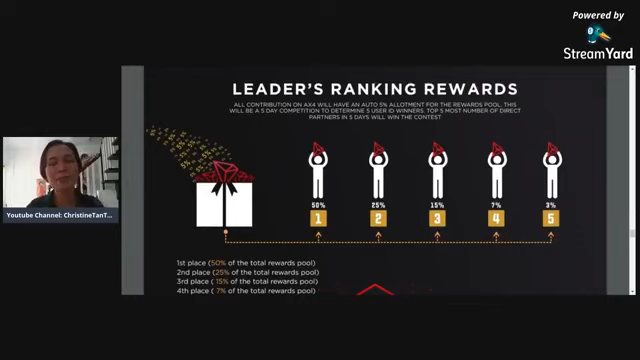 Powered by
StreamYard
LEADER'S RANKING REWARDS
ALL CONTRIBUTION ON AX4 WILL HAVE AN AUTO 5% ALLOTMENT FOR THE REWARDS POOL, THIS
WILL BE A 5 DAY COMPETITION TO DETERMINE 5 USER ID WINNERS, TOP 5 MOST NUMBER OF DIRECT
PARTNERS IN 5 DAYS WILL WIN THE CONTEST
50% 25% 15% 7% 3%
1 2 3 4 5
Youtube Channel: ChristineTanT...
1st place (50% of the total rewards pool)
2nd place (25% of the total rewards pool)
3rd place ( 15% of the total rewards pool)
4th place ( 7% of the total rewards pool)